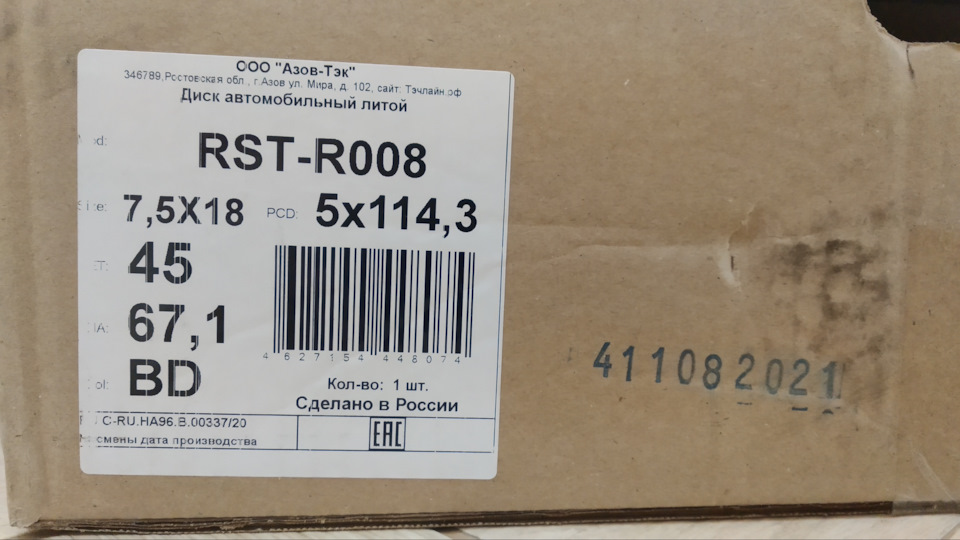 ООО "Азов-Тэк"
346789,Ростовская обл., г.Азов ул. Мира, д. 102, сайт: Тэчлайн.рф
Диск автомобильный литой
RST-R008
7,5X18 PCD: 5x114,3
45
67,1
BD
4 627154 448074
Кол-во: 1 шт.
Сделано в России
C-RU.HA96.B.00337/20
смены дата производства
EAC
411082021